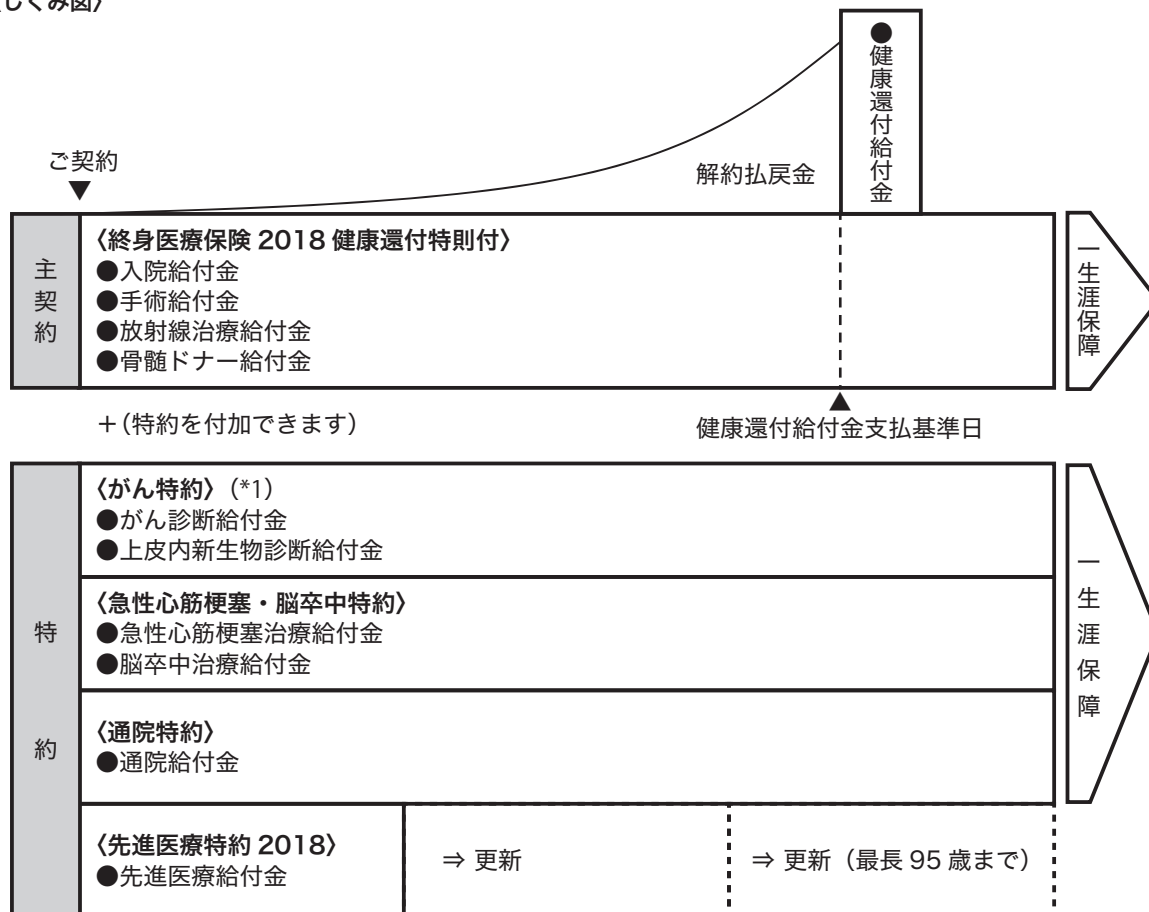 くみ図〉
●健康還付給付金
ご契約
▼
解約払戻金
主契約
〈終身医療保険 2018 健康還付特則付〉
●入院給付金
●手術給付金
●放射線治療給付金
●骨髄ドナー給付金
一生涯保障
＋（特約を付加できます）
▲
健康還付給付金支払基準日
特約
〈がん特約〉（*1）
●がん診断給付金
●上皮内新生物診断給付金
〈急性心筋梗塞・脳卒中特約〉
●急性心筋梗塞治療給付金
●脳卒中治療給付金
一生涯保障
〈通院特約〉
●通院給付金
〈先進医療特約 2018〉
●先進医療給付金
⇒ 更新
⇒ 更新（最長 95 歳まで）